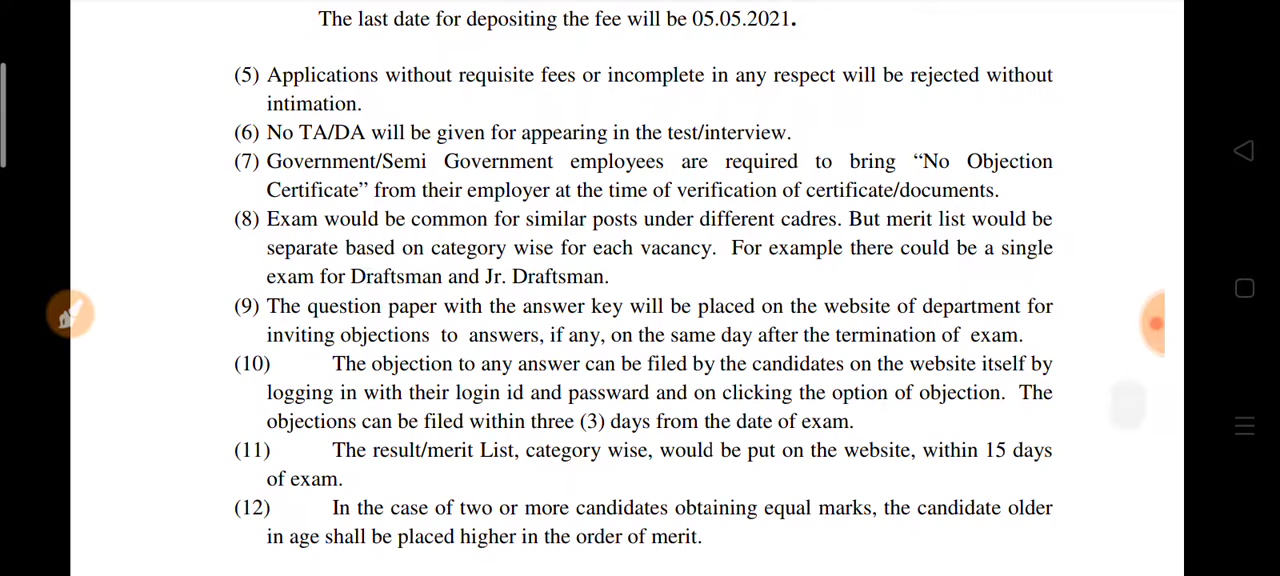 The last date for depositing the fee will be 05.05.2021.
(5) Applications without requisite fees or incomplete in any respect will be rejected without
intimation.
(6) No TA/DA will be given for appearing in the test/interview.
(7) Government/Semi Government employees are required to bring “No Objection
Certificate” from their employer at the time of verification of certificate/documents.
(8) Exam would be common for similar posts under different cadres. But merit list would be
separate based on category wise for each vacancy. For example there could be a single
exam for Draftsman and Jr. Draftsman.
(9) The question paper with the answer key will be placed on the website of department for
inviting objections to answers, if any, on the same day after the termination of exam.
(10) The objection to any answer can be filed by the candidates on the website itself by
logging in with their login id and passward and on clicking the option of objection. The
objections can be filed within three (3) days from the date of exam.
(11) The result/merit List, category wise, would be put on the website, within 15 days
of exam.
(12) In the case of two or more candidates obtaining equal marks, the candidate older
in age shall be placed higher in the order of merit.